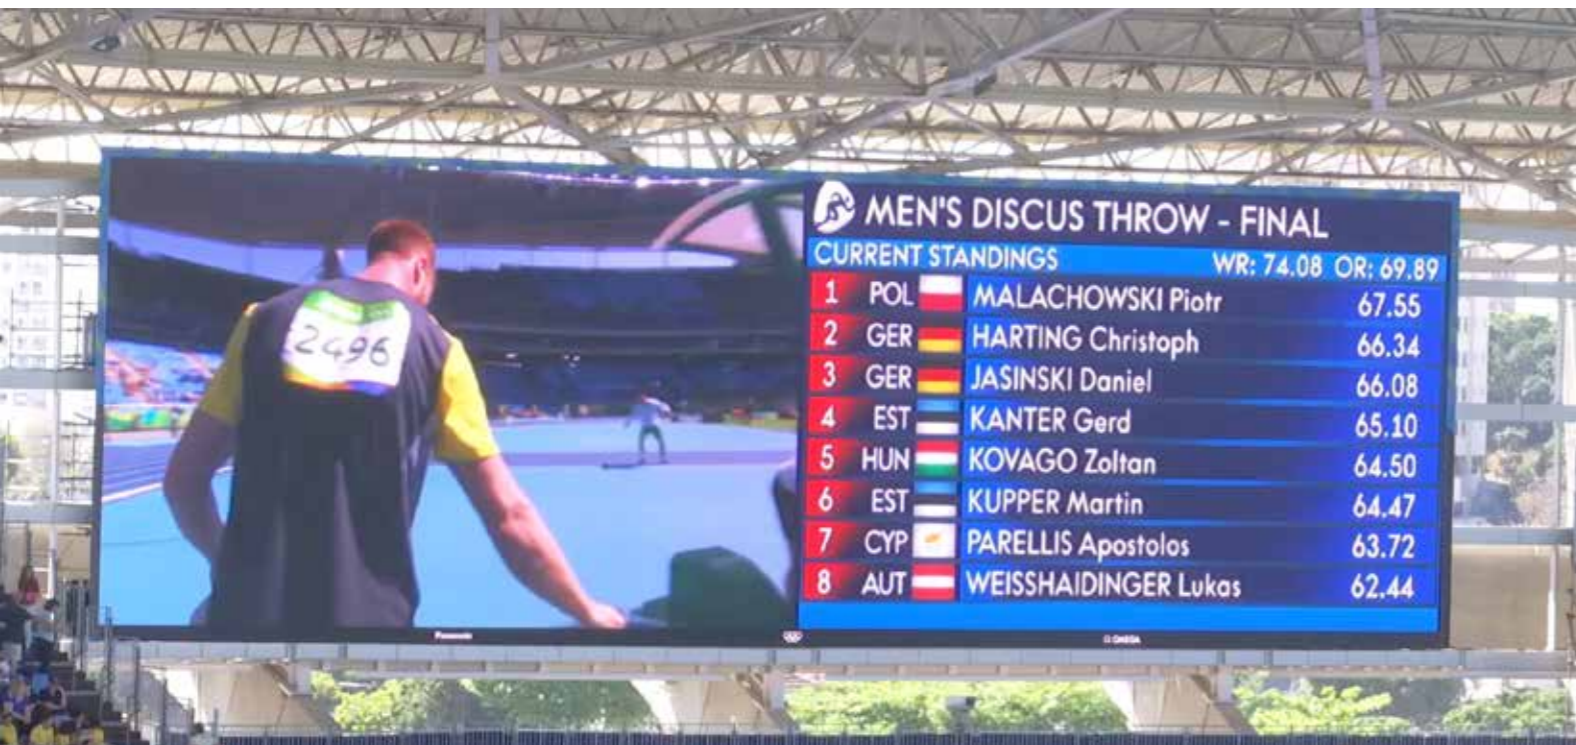 2496
MEN'S DISCUS THROW - FINAL
CURRENT STANDINGS WR: 74.08 OR: 69.89
1 POL MALACHOWSKI Piotr 67.55
2 GER HARTING Christoph 66.34
3 GER JASINSKI Daniel 66.08
4 EST KANTER Gerd 65.10
5 HUN KOVAGO Zoltan 64.50
6 EST KUPPER Martin 64.47
7 CYP PARELLIS Apostolos 63.72
8 AUT WEISSHAIDINGER Lukas 62.44
Panasonic Ω OMEGA